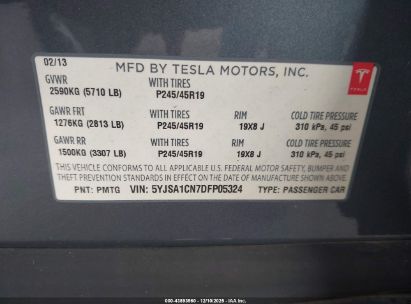 02/13
MFD BY TESLA MOTORS, INC.
GVWR WITH TIRES
2590KG (5710 LB) P245/45R19
TESLA
GAWR FRT WITH TIRES RIM COLD TIRE PRESSURE
1276KG (2813 LB) P245/45R19 19X8 J 310 kPa, 45 psi
GAWR RR WITH TIRES RIM COLD TIRE PRESSURE
1500KG (3307 LB) P245/45R19 19X8 J 310 kPa, 45 psi
THIS VEHICLE CONFORMS TO ALL APPLICABLE U.S. FEDERAL MOTOR VEHICLE SAFETY, BUMPER, AND
THEFT PREVENTION STANDARDS IN EFFECT ON THE DATE OF MANUFACTURE SHOWN ABOVE.
PNT: PMTG VIN: 5YJSA1CN7DFP05324 TYPE: PASSENGER CAR